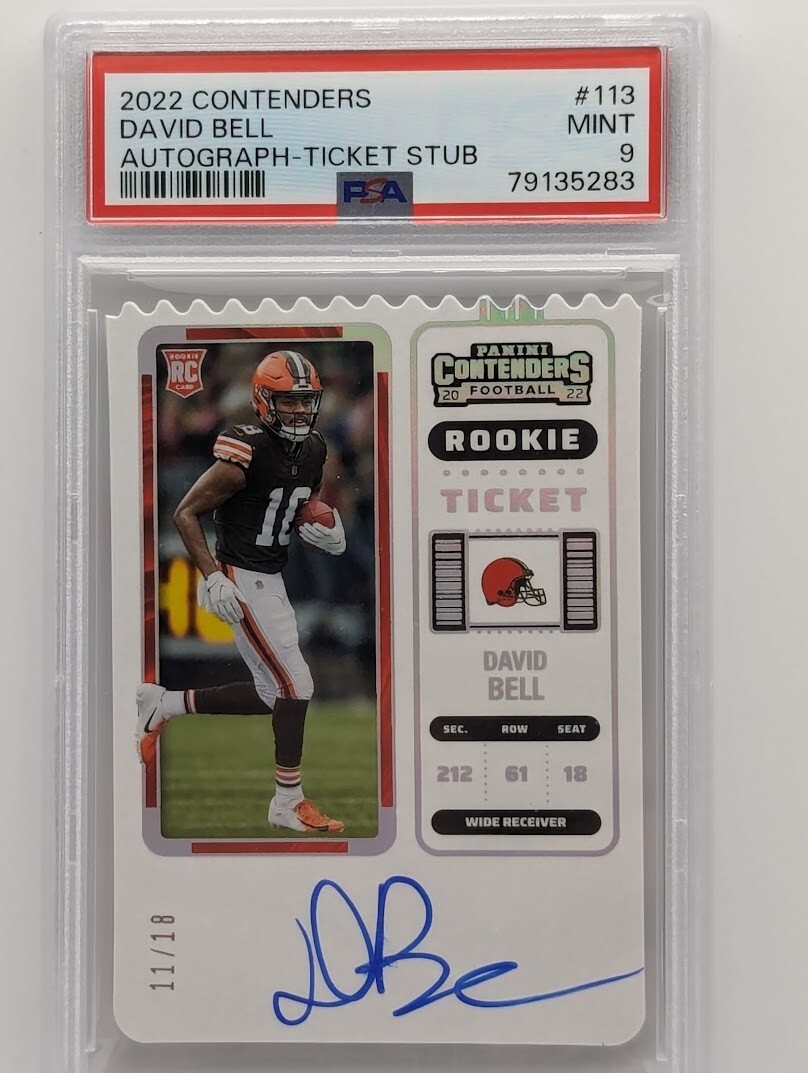 2022 CONTENDERS #113
DAVID BELL MINT
AUTOGRAPH-TICKET STUB 9
79135283
PSA
ROOKIE
RC
CARD
PANINI
CONTENDERS
20 FOOTBALL 22
ROOKIE
TICKET
18
DAVID
BELL
SEC. ROW SEAT
212 61 18
WIDE RECEIVER
11/18